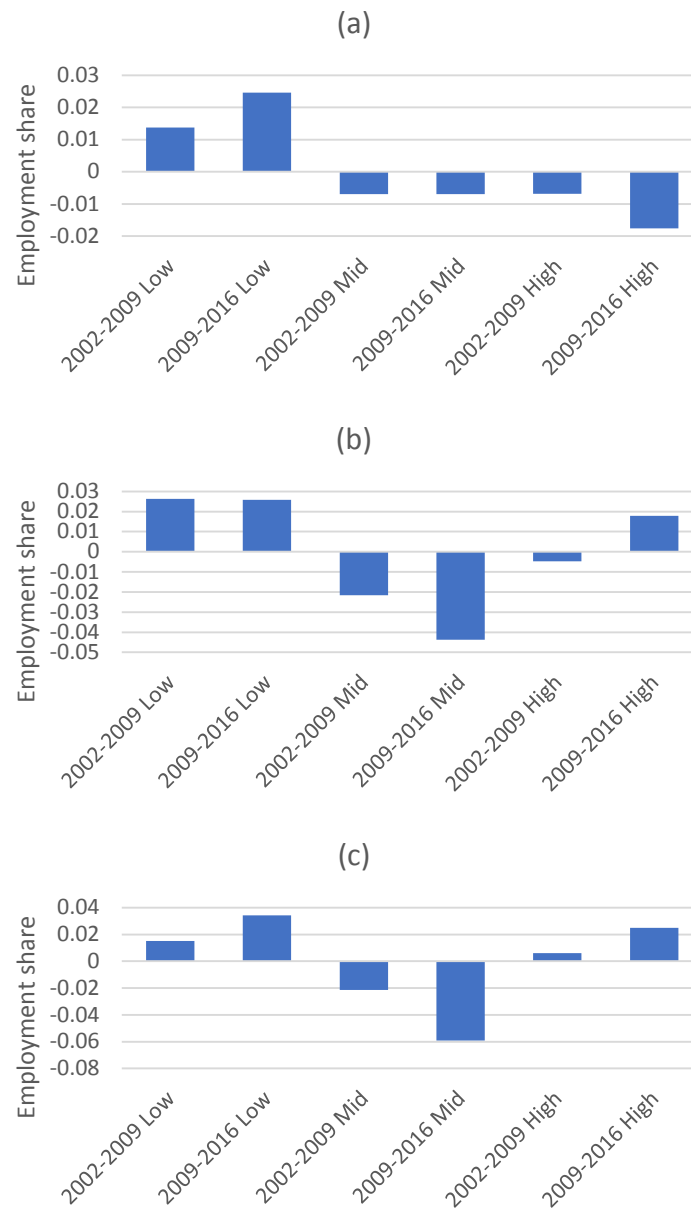 (a)
Employment share
0.03
0.02
0.01
0
-0.01
-0.02
2002-2009 Low
2009-2016 Low
2002-2009 Mid
2009-2016 Mid
2002-2009 High
2009-2016 High
(b)
Employment share
0.03
0.02
0.01
0
-0.01
-0.02
-0.03
-0.04
-0.05
2002-2009 Low
2009-2016 Low
2002-2009 Mid
2009-2016 Mid
2002-2009 High
2009-2016 High
(c)
Employment share
0.04
0.02
0
-0.02
-0.04
-0.06
-0.08
2002-2009 Low
2009-2016 Low
2002-2009 Mid
2009-2016 Mid
2002-2009 High
2009-2016 High